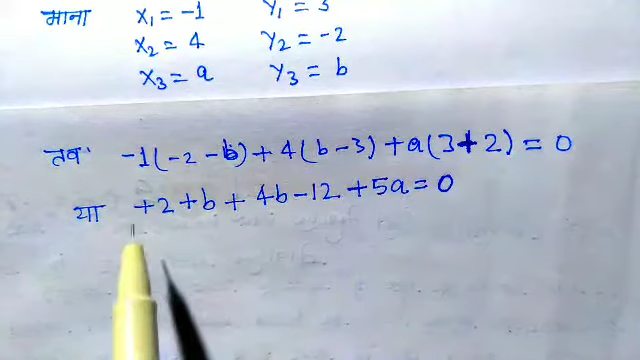 माना x₁ = -1 y₁ = 3
x₂ = 4 y₂ = -2
x₃ = a y₃ = b
तब -1(-2-b) + 4(b-3) + a(3+2) = 0
या +2+b+4b-12+5a=0